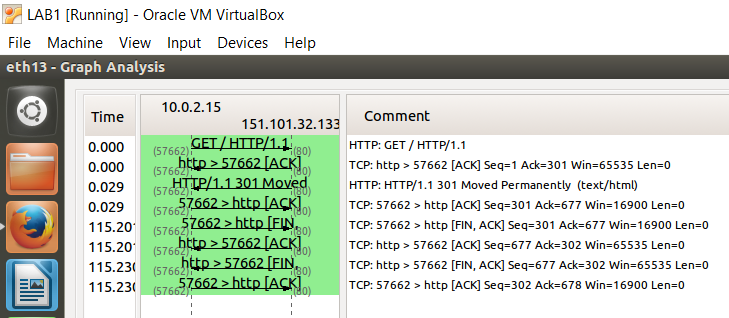 LAB1 [Running] - Oracle VM VirtualBox
File Machine View Input Devices Help
eth13 - Graph Analysis
Time 10.0.2.15 151.101.32.133 Comment
0.000 (57662) GET / HTTP/1.1 (80) HTTP: GET / HTTP/1.1
0.000 (57662) http > 57662 [ACK] (80) TCP: http > 57662 [ACK] Seq=1 Ack=301 Win=65535 Len=0
0.029 (57662) HTTP/1.1 301 Moved (80) HTTP: HTTP/1.1 301 Moved Permanently (text/html)
0.029 (57662) 57662 > http [ACK] (80) TCP: 57662 > http [ACK] Seq=301 Ack=677 Win=16900 Len=0
115.201 (57662) 57662 > http [FIN, (80) TCP: 57662 > http [FIN, ACK] Seq=301 Ack=677 Win=16900 Len=0
115.201 (57662) http > 57662 [ACK] (80) TCP: http > 57662 [ACK] Seq=677 Ack=302 Win=65535 Len=0
115.230 (57662) http > 57662 [FIN, (80) TCP: http > 57662 [FIN, ACK] Seq=677 Ack=302 Win=65535 Len=0
115.230 (57662) 57662 > http [ACK] (80) TCP: 57662 > http [ACK] Seq=302 Ack=678 Win=16900 Len=0